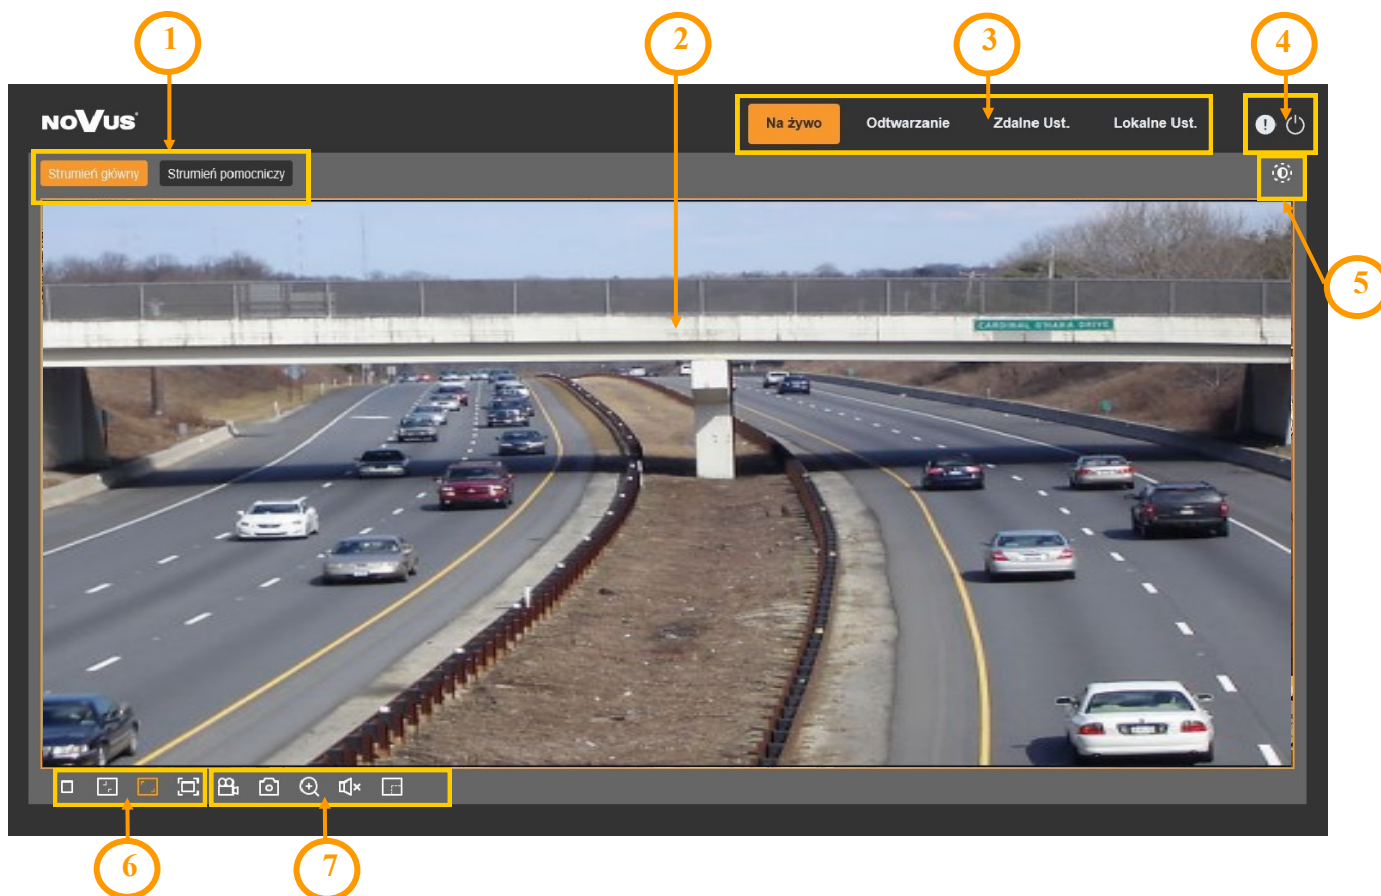 1
2
3
4
NOVUS
Na żywo
Odtwarzanie
Zdalne Ust.
Lokalne Ust.
Strumień główny
Strumień pomocniczy
5
CARDINAL O'HARA DRIVE
6
7